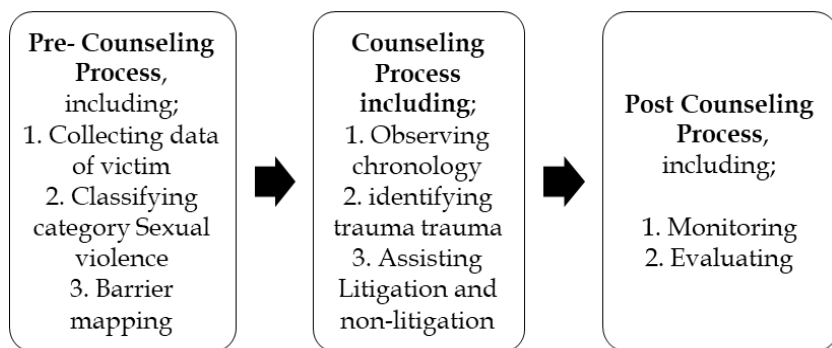 Pre- Counseling
Process,
including;
1. Collecting data
of victim
2. Classifying
category Sexual
violence
3. Barrier
mapping
Counseling
Process
including;
1. Observing
chronology
2. identifying
trauma trauma
3. Assisting
Litigation and
non-litigation
Post Counseling
Process,
including;
1. Monitoring
2. Evaluating